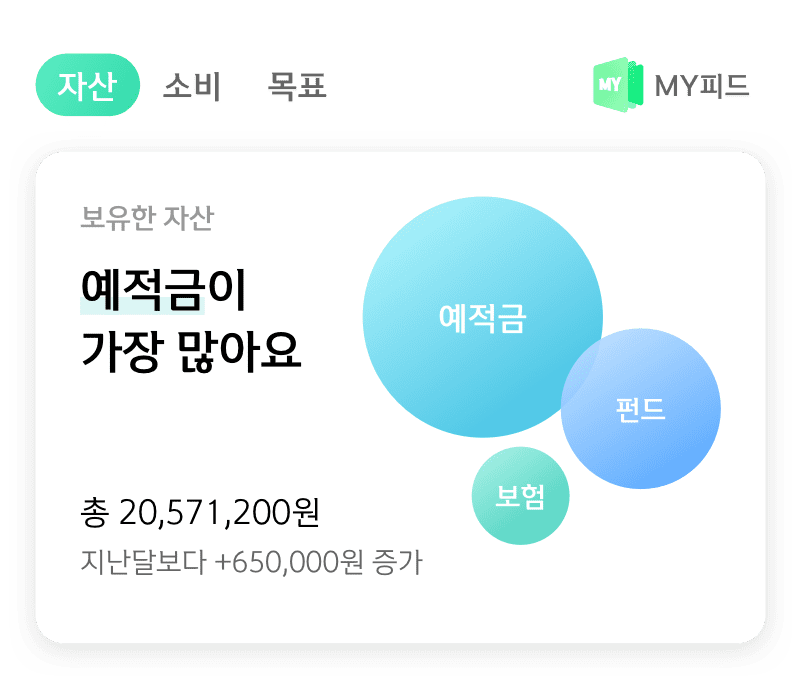 자산 소비 목표 MY MY피드
보유한 자산
예적금이
가장 많아요
예적금
펀드
보험
총 20,571,200원
지난달보다 +650,000원 증가